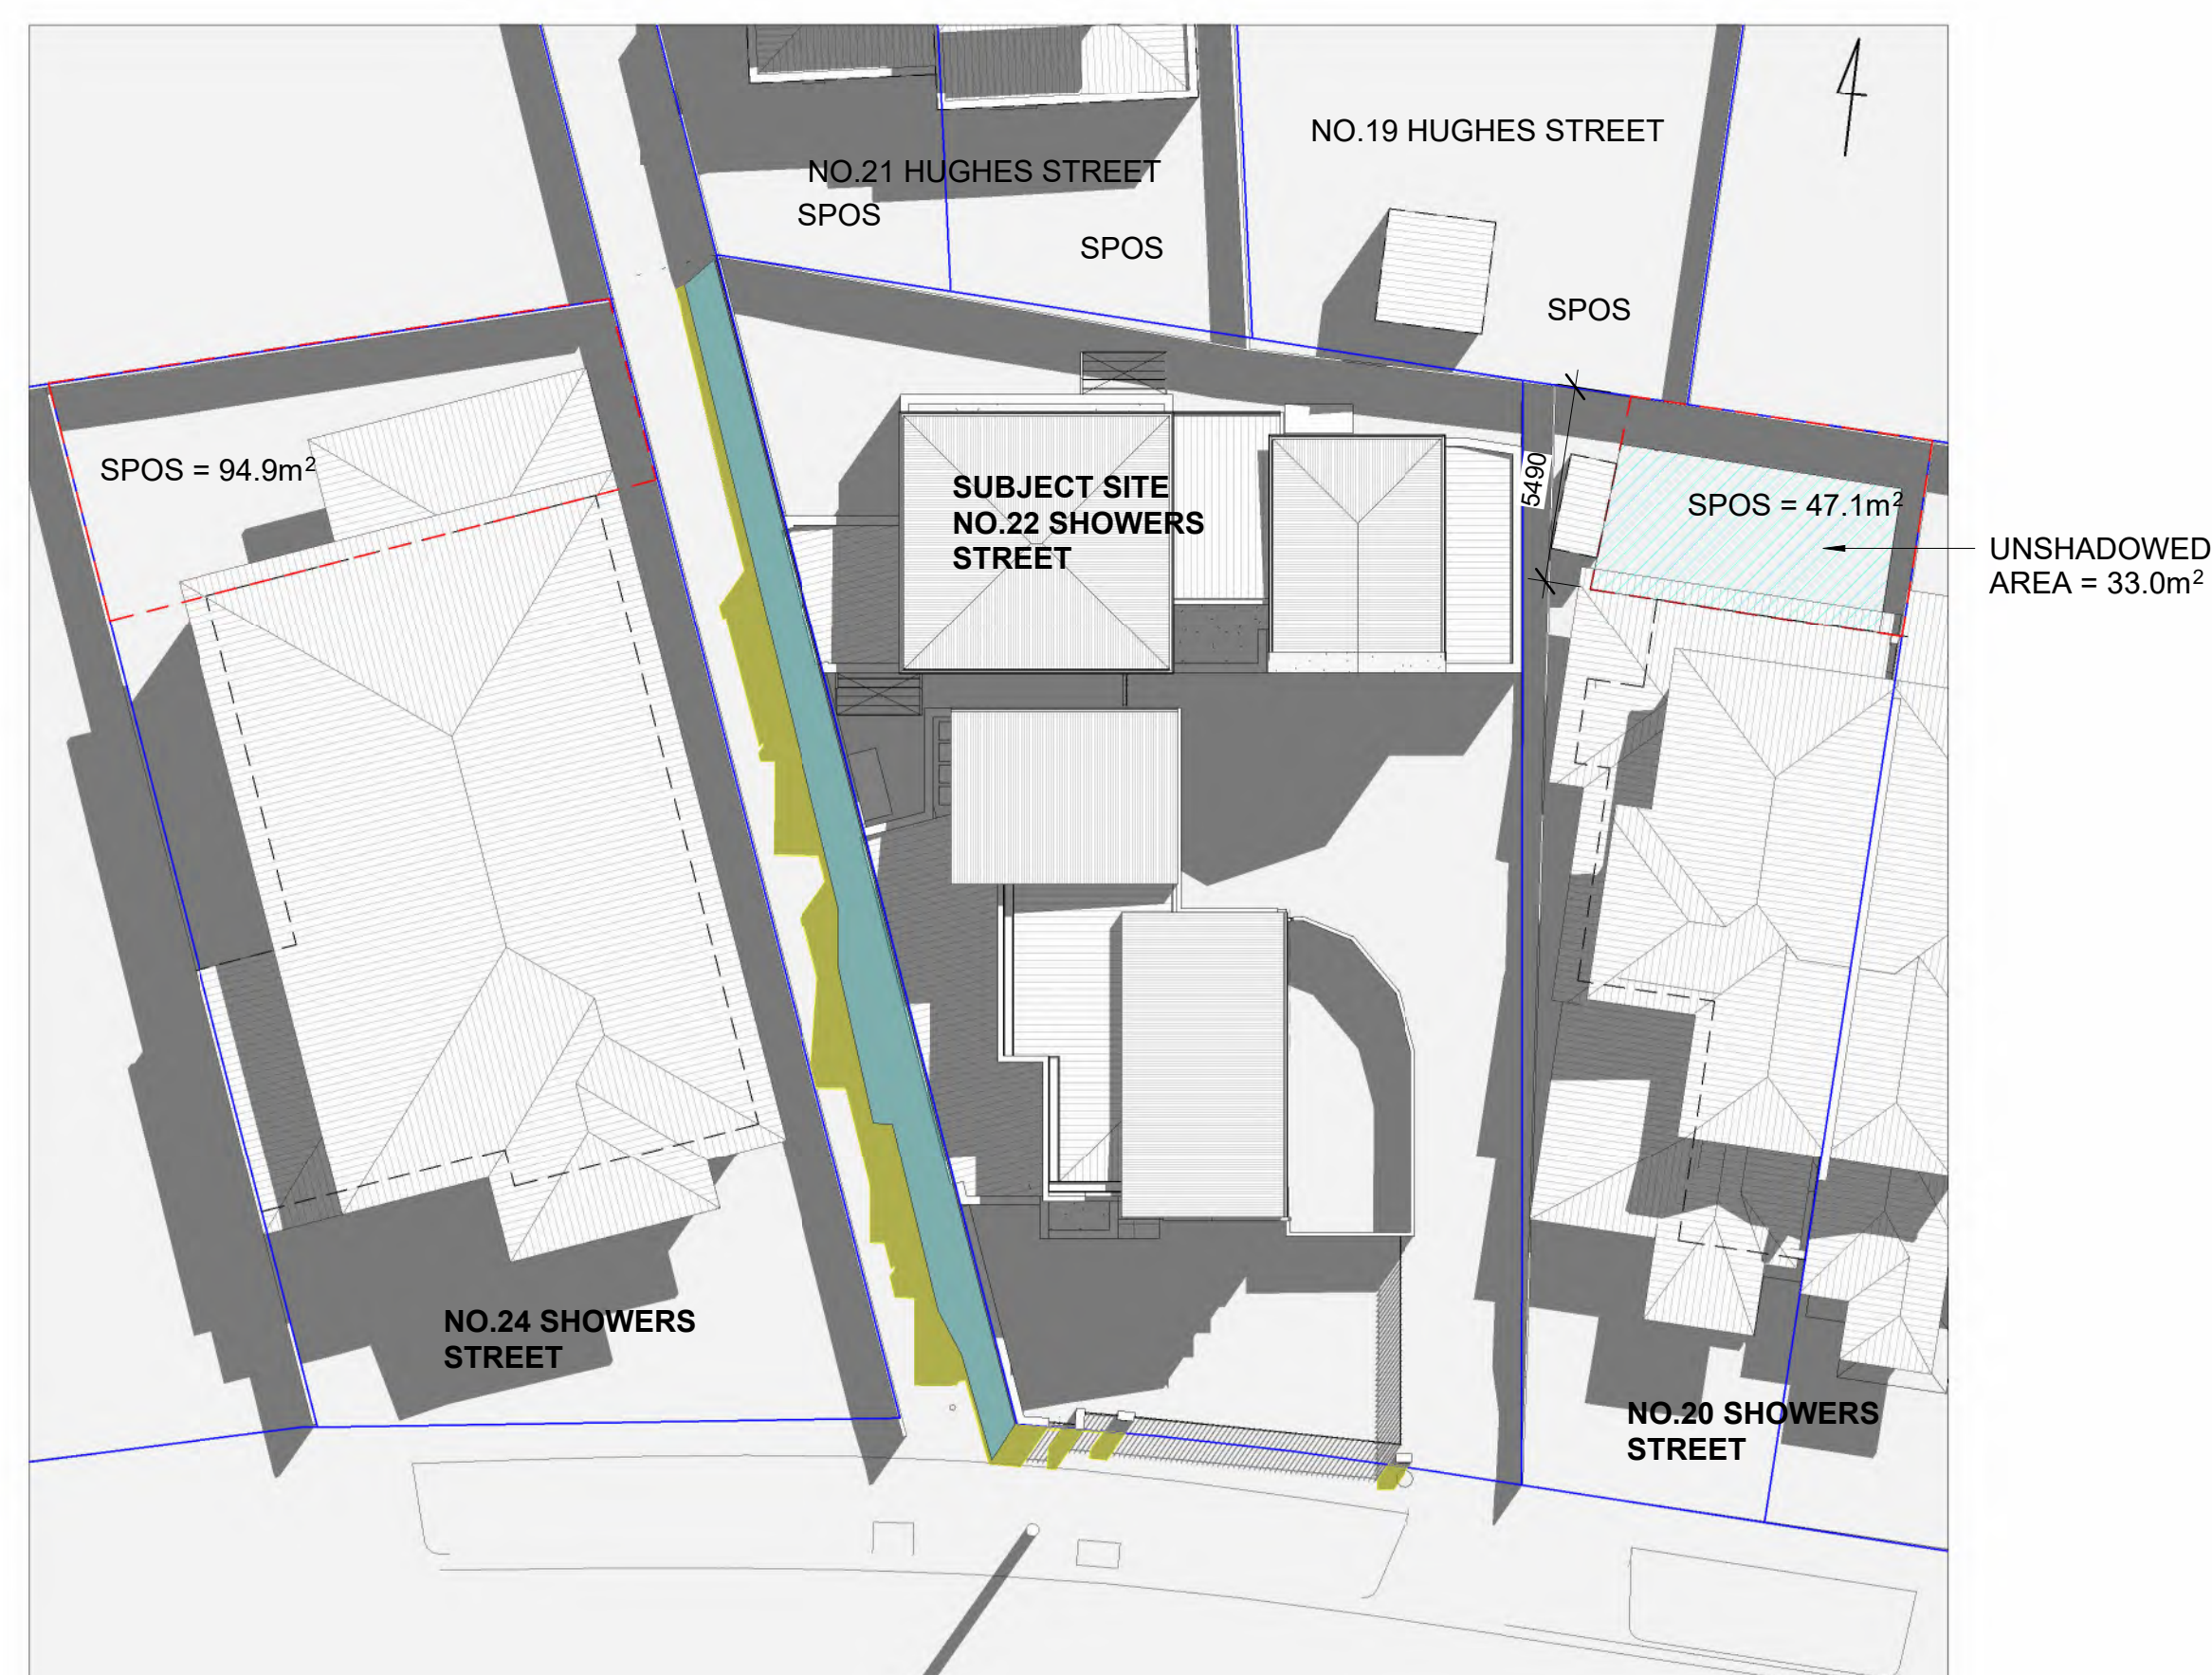 NO.19 HUGHES STREET
NO.21 HUGHES STREET
SPOS
SPOS
SPOS
SPOS = 94.9m²
SUBJECT SITE
NO.22 SHOWERS
STREET
5490
SPOS = 47.1m²
UNSHADOWED
AREA = 33.0m²
NO.24 SHOWERS
STREET
NO.20 SHOWERS
STREET